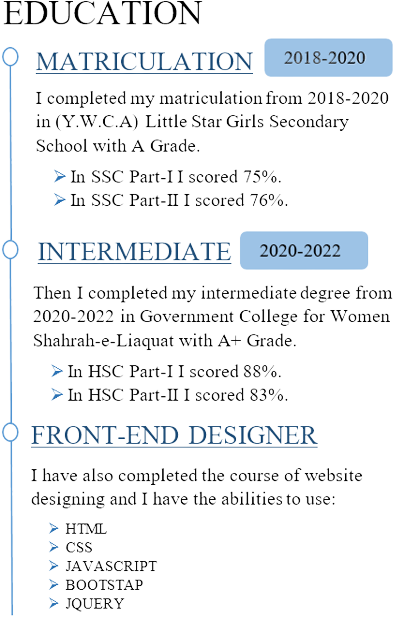 EDUCATION
MATRICULATION 2018-2020
I completed my matriculation from 2018-2020
in (Y.W.C.A) Little Star Girls Secondary
School with A Grade.
In SSC Part-I I scored 75%.
In SSC Part-II I scored 76%.
INTERMEDIATE 2020-2022
Then I completed my intermediate degree from
2020-2022 in Government College for Women
Shahrah-e-Liaquat with A+ Grade.
In HSC Part-I I scored 88%.
In HSC Part-II I scored 83%.
FRONT-END DESIGNER
I have also completed the course of website
designing and I have the abilities to use:
HTML
CSS
JAVASCRIPT
BOOTSTAP
JQUERY